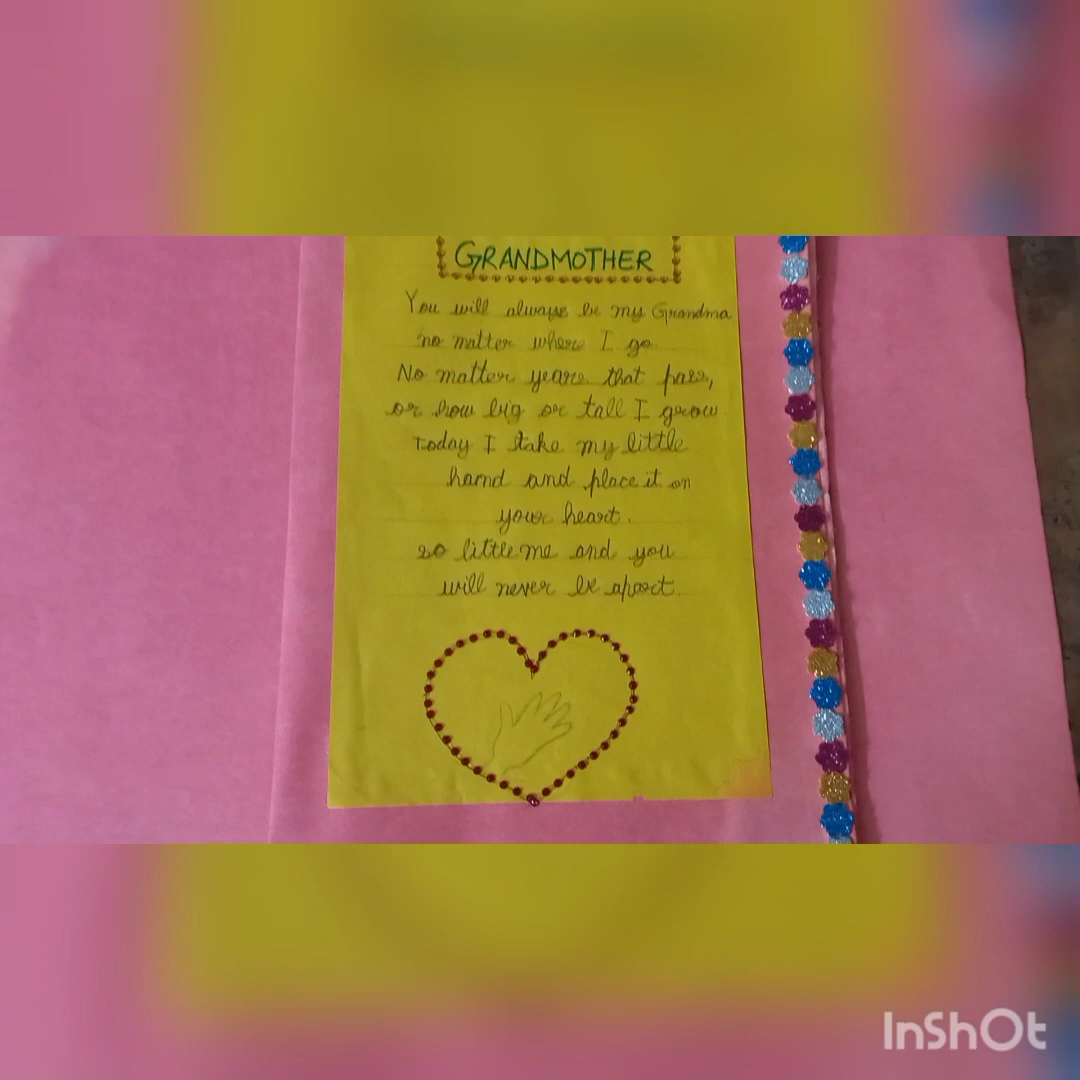 GRANDMOTHER
You will always be my Grandma
no matter where I go.
No matter years that pass,
or how big or tall I grow
Today I take my little
hand and place it on
your heart.
so little me and you
will never be apart.
InShOt